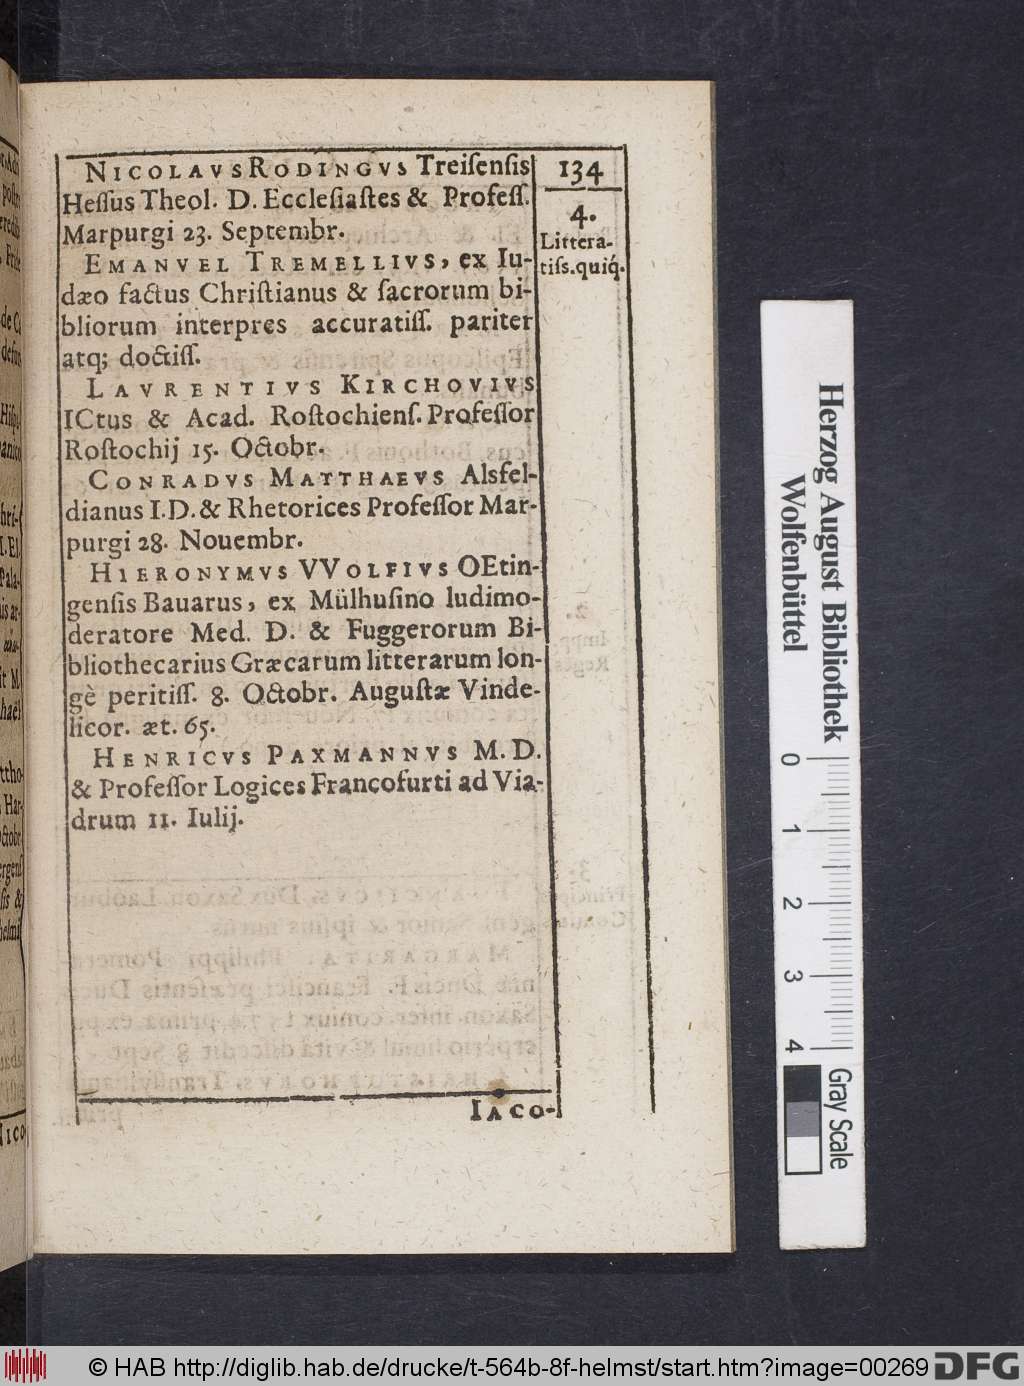 NICOLAVS RODINGVS Treiſenſis
Heſſus Theol. D. Eccleſiaſtes & Profeſſ.
Marpurgi 23. Septembr.
EMANVEL TREMELLIVS, ex Iu-
dæo factus Chriſtianus & ſacrorum bi-
bliorum interpres accuratiſſ. pariter
atq; doctiſſ.
LAVRENTIVS KIRCHOVIVS
ICtus & Acad. Roſtochienſ. Profeſſor
Roſtochij 15. Octobr.
CONRADVS MATTHAEVS Alsfel-
dianus I. D. & Rhetorices Profeſſor Mar-
purgi 28. Nouembr.
HIERONYMVS VVOLFIVS OEtin-
genſis Bauarus, ex Mülhuſino ludimo-
deratore Med. D. & Fuggerorum Bi-
bliothecarius Græcarum litterarum lon-
gè peritiſſ. 8. Octobr. Auguſtæ Vinde-
licor. æt. 65.
HENRICVS PAXMANNVS M. D.
& Profeſſor Logices Francofurti ad Via-
drum 11. Iulij.
IACO-
134
4.
Littera-
tiſs. quiq́.
Herzog August Bibliothek
Wolfenbüttel
0 1 2 3 4
Gray Scale
© HAB http://diglib.hab.de/drucke/t-564b-8f-helmst/start.htm?image=00269
DFG